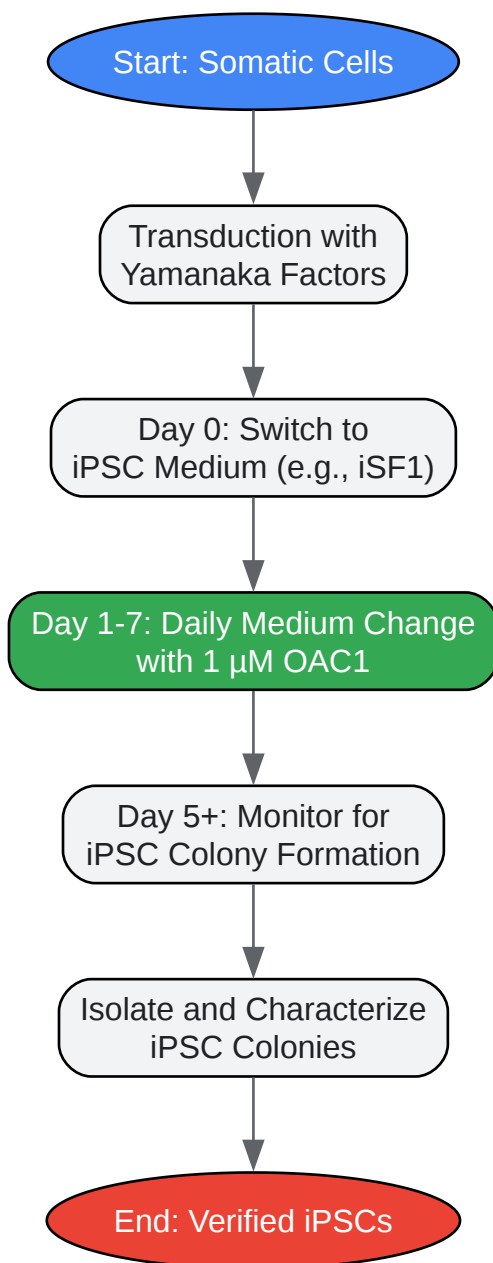 Start: Somatic Cells
Transduction with
Yamanaka Factors
Day 0: Switch to
iPSC Medium (e.g., iSF1)
Day 1-7: Daily Medium Change
with 1 µM OAC1
Day 5+: Monitor for
iPSC Colony Formation
Isolate and Characterize
iPSC Colonies
End: Verified iPSCs